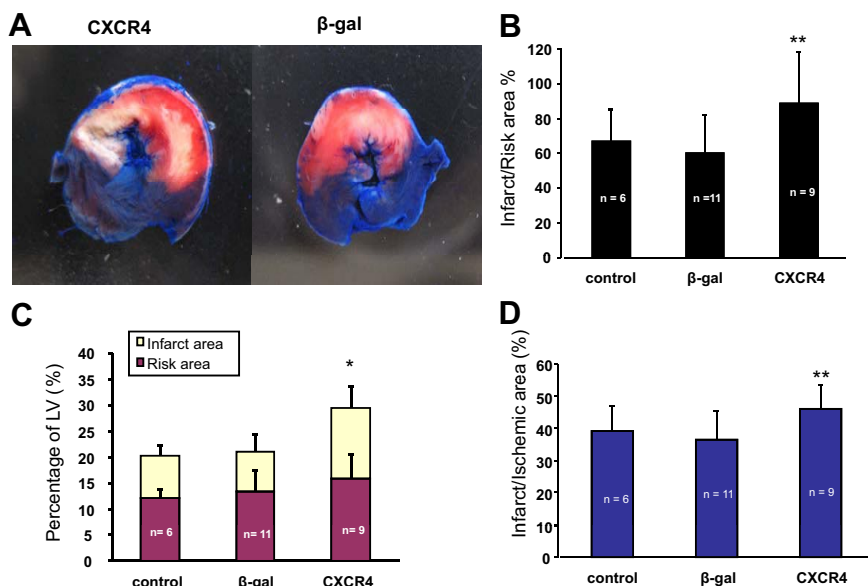 A
CXCR4
β-gal
B
Infarct/Risk area %
120
100
80
60
40
20
0
**
n = 6
n =11
n = 9
control
β-gal
CXCR4
C
Infarct area
Risk area
Percentage of LV (%)
40
35
30
25
20
15
10
5
0
*
n= 6
n= 11
n= 9
control
β-gal
CXCR4
D
Infarct/Ischemic area (%)
60
50
40
30
20
10
0
**
n = 6
n = 11
n = 9
control
β-gal
CXCR4